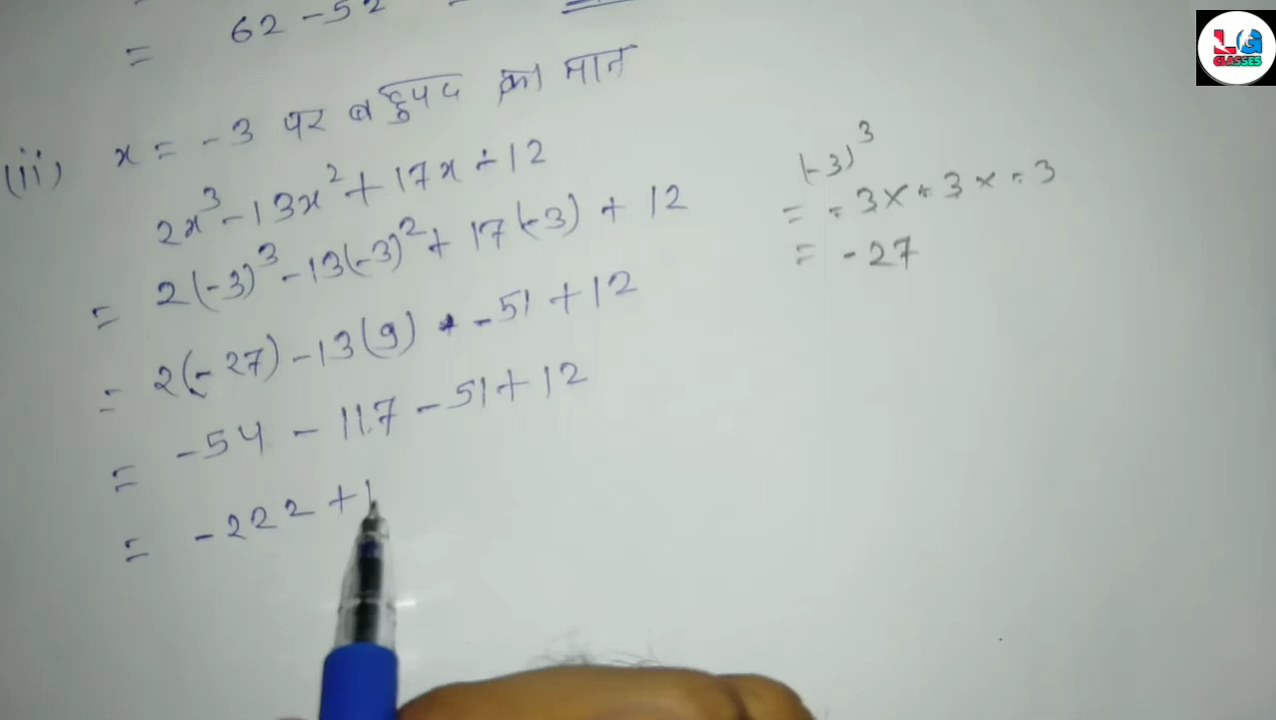 = 62 - 52
(ii) x = -3 पर बहुपद का मान
2x³ - 13x² + 17x + 12
= 2(-3)³ - 13(-3)² + 17(-3) + 12
= 2(-27) - 13(9) - 51 + 12
= -54 - 117 - 51 + 12
= -222 + 1
(-3)³
= -3 x -3 x -3
= -27
LG
CLASSES